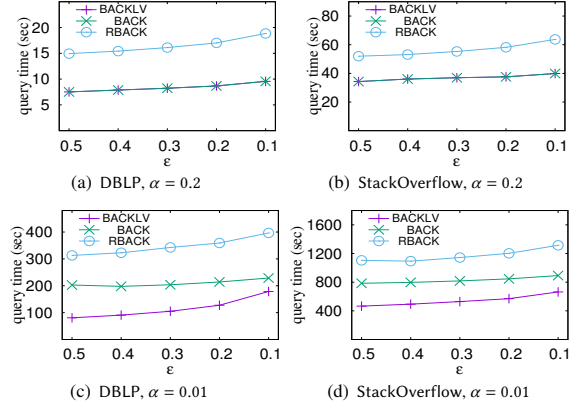 query time (sec)
20
15
10
5
BACKLV
BACK
RBACK
0.5 0.4 0.3 0.2 0.1
ε
(a) DBLP, α = 0.2
query time (sec)
80
60
40
20
BACKLV
BACK
RBACK
0.5 0.4 0.3 0.2 0.1
ε
(b) StackOverflow, α = 0.2
query time (sec)
400
300
200
100
BACKLV
BACK
RBACK
0.5 0.4 0.3 0.2 0.1
ε
(c) DBLP, α = 0.01
query time (sec)
1600
1200
800
400
BACKLV
BACK
RBACK
0.5 0.4 0.3 0.2 0.1
ε
(d) StackOverflow, α = 0.01